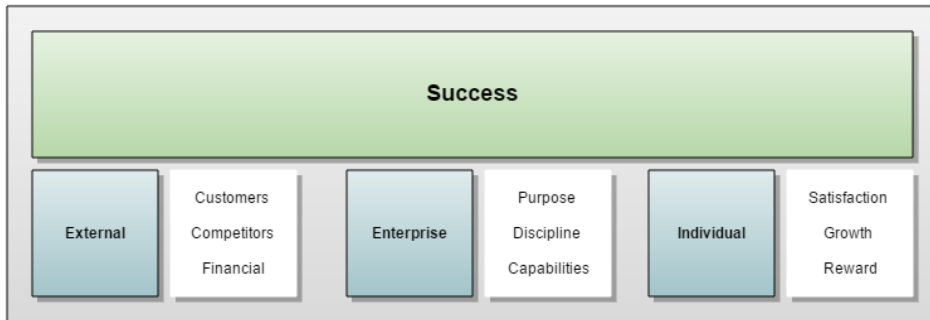 Success
External
Customers
Competitors
Financial
Enterprise
Purpose
Discipline
Capabilities
Individual
Satisfaction
Growth
Reward